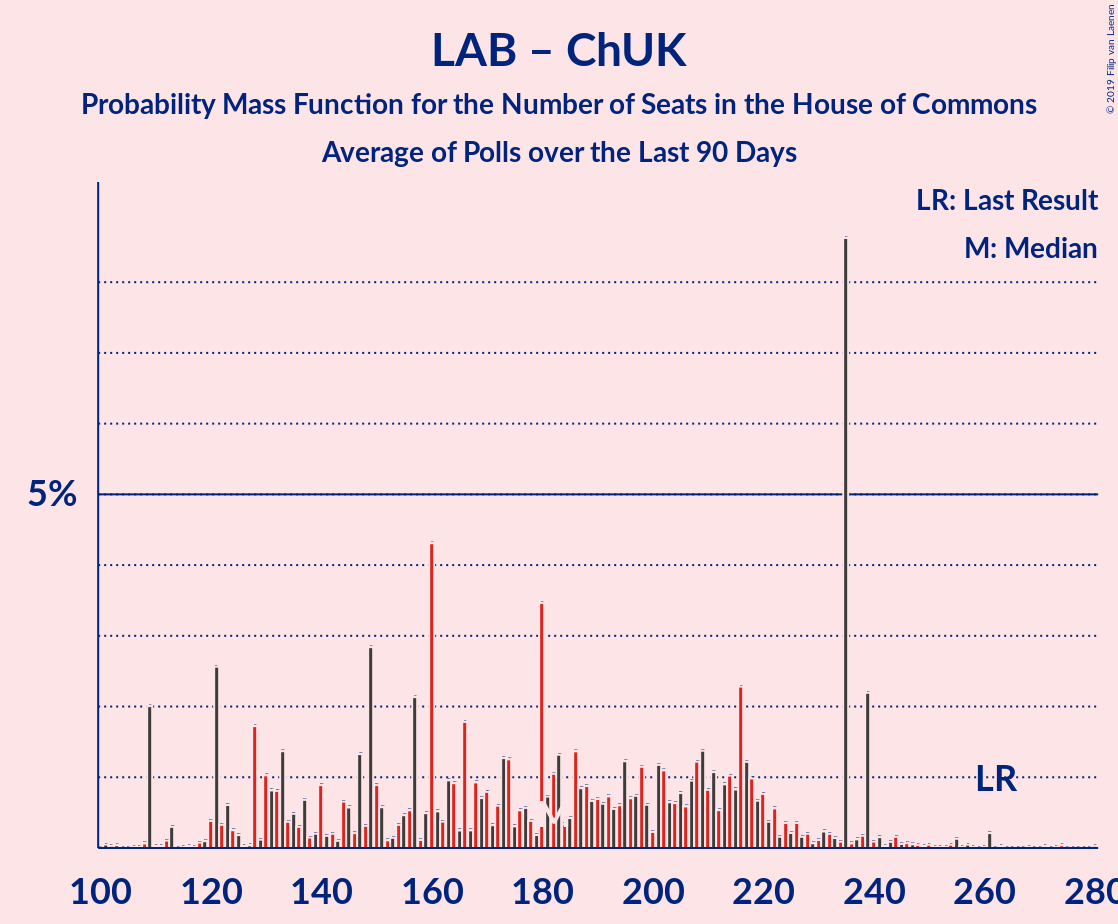 LAB – ChUK
Probability Mass Function for the Number of Seats in the House of Commons
Average of Polls over the Last 90 Days
© 2019 Filip van Laenen
LR: Last Result
M: Median
5%
LR
M
100 120 140 160 180 200 220 240 260 280